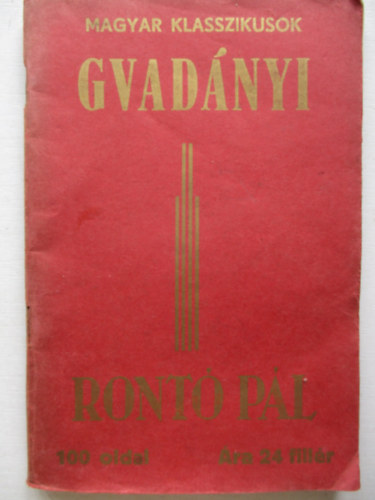 MAGYAR KLASSZIKUSOK
GVADÁNYI
RONTÓ PÁL
100 oldal Ára 24 fillér